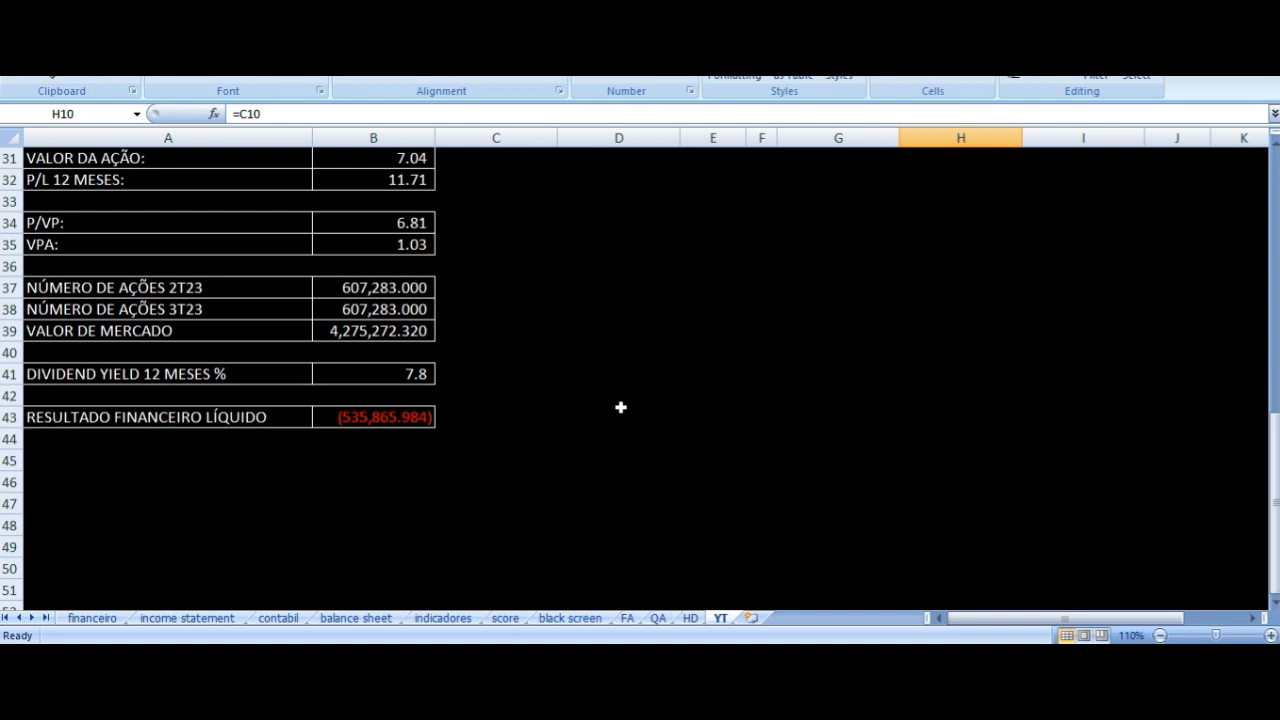 Clipboard Font Alignment Number Styles Cells Editing
H10 fx =C10
A B C D E F G H I J K
31 VALOR DA AÇÃO: 7.04
32 P/L 12 MESES: 11.71
33
34 P/VP: 6.81
35 VPA: 1.03
36
37 NÚMERO DE AÇÕES 2T23 607,283.000
38 NÚMERO DE AÇÕES 3T23 607,283.000
39 VALOR DE MERCADO 4,275,272.320
40
41 DIVIDEND YIELD 12 MESES % 7.8
42
43 RESULTADO FINANCEIRO LÍQUIDO (535,865.984)
44
45
46
47
48
49
50
51
financeiro income statement contabil balance sheet indicadores score black screen FA QA HD YT
Ready 110%